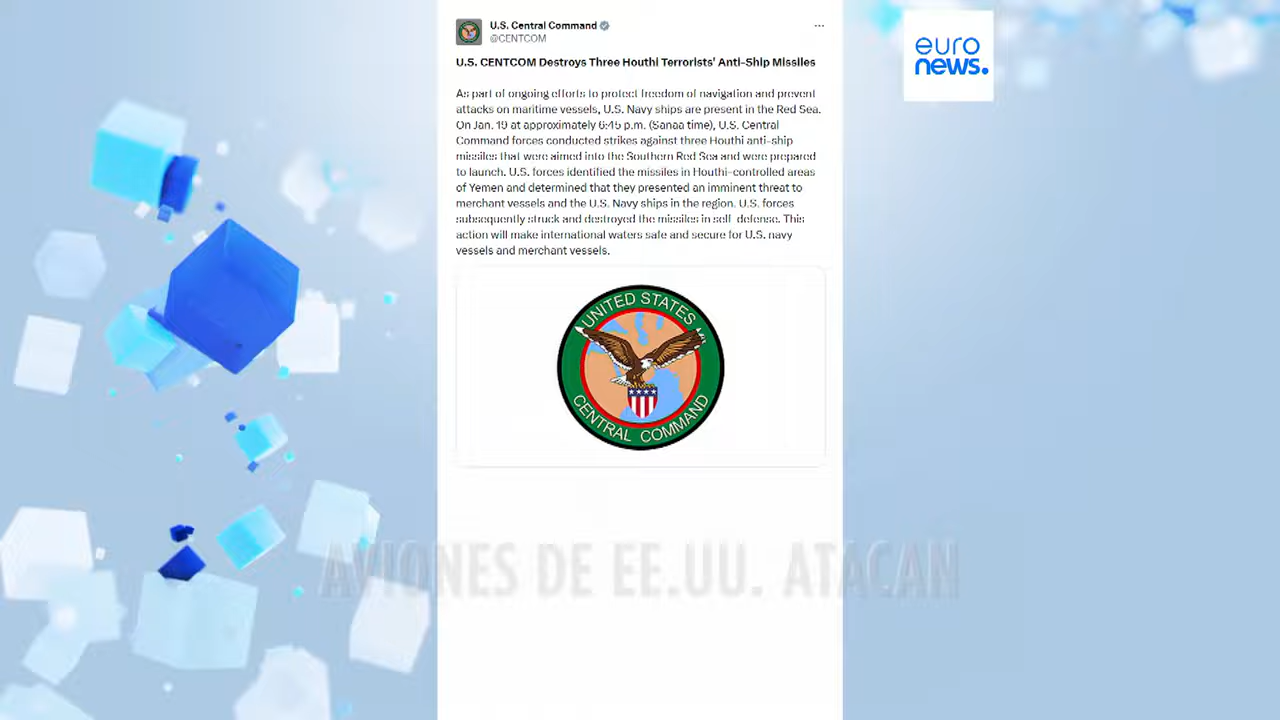 U.S. Central Command
@CENTCOM
U.S. CENTCOM Destroys Three Houthi Terrorists' Anti-Ship Missiles
As part of ongoing efforts to protect freedom of navigation and prevent
attacks on maritime vessels, U.S. Navy ships are present in the Red Sea.
On Jan. 19 at approximately 6:45 p.m. (Sanaa time), U.S. Central
Command forces conducted strikes against three Houthi anti-ship
missiles that were aimed into the Southern Red Sea and were prepared
to launch. U.S. forces identified the missiles in Houthi-controlled areas
of Yemen and determined that they presented an imminent threat to
merchant vessels and the U.S. Navy ships in the region. U.S. forces
subsequently struck and destroyed the missiles in self-defense. This
action will make international waters safe and secure for U.S. navy
vessels and merchant vessels.
UNITED STATES
CENTRAL COMMAND
AVIONES DE EE.UU. ATACAN
euro
news.